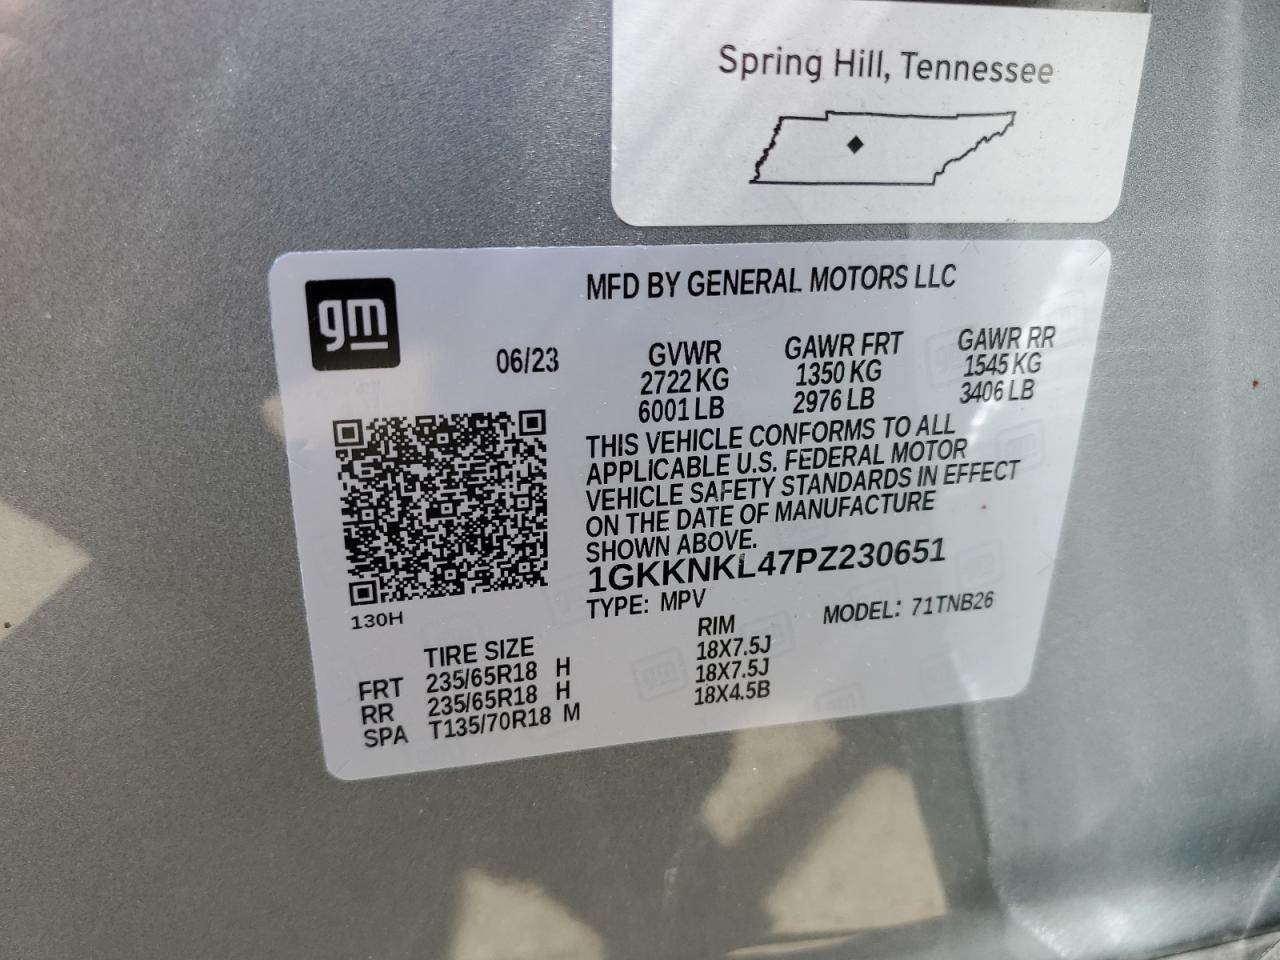 Spring Hill, Tennessee
gm
MFD BY GENERAL MOTORS LLC
06/23
GVWR GAWR FRT GAWR RR
2722 KG 1350 KG 1545 KG
6001 LB 2976 LB 3406 LB
THIS VEHICLE CONFORMS TO ALL
APPLICABLE U.S. FEDERAL MOTOR
VEHICLE SAFETY STANDARDS IN EFFECT
ON THE DATE OF MANUFACTURE
SHOWN ABOVE.
1GKKNKL47PZ230651
TYPE: MPV MODEL: 71TNB26
130H
TIRE SIZE RIM
FRT 235/65R18 H 18X7.5J
RR 235/65R18 H 18X7.5J
SPA T135/70R18 M 18X4.5B